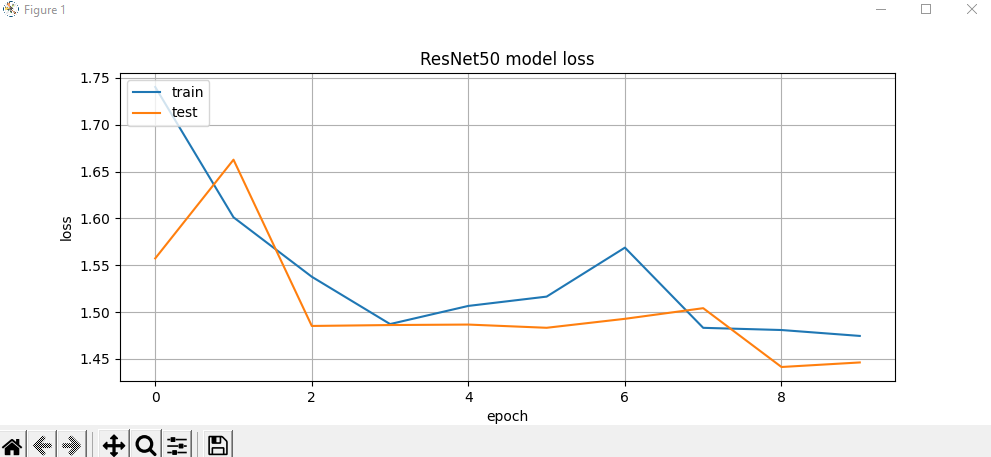 Figure 1
ResNet50 model loss
train
test
1.75
1.70
1.65
1.60
1.55
1.50
1.45
loss
0 2 4 6 8
epoch